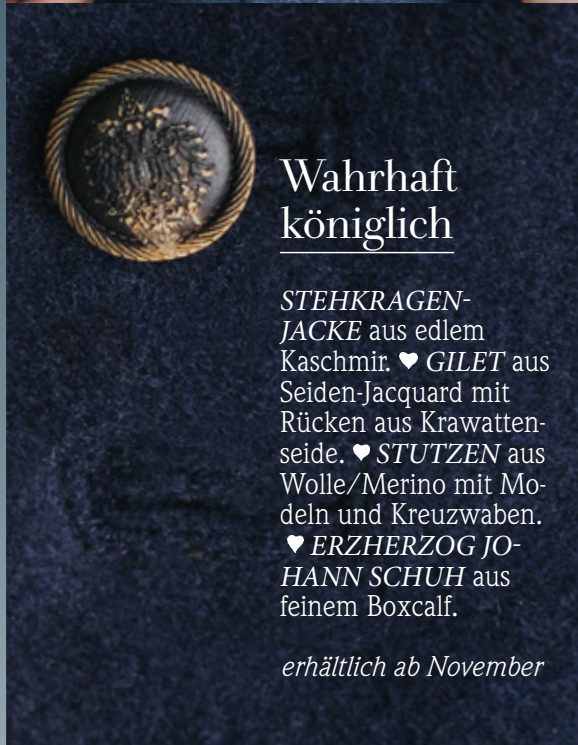 Wahrhaft
königlich
STEHKRAGEN-
JACKE aus edlem
Kaschmir. ♥ GILET aus
Seiden-Jacquard mit
Rücken aus Krawatten-
seide. ♥ STUTZEN aus
Wolle/Merino mit Mo-
deln und Kreuzwaben.
♥ ERZHERZOG JO-
HANN SCHUH aus
feinem Boxcalf.
erhältlich ab November